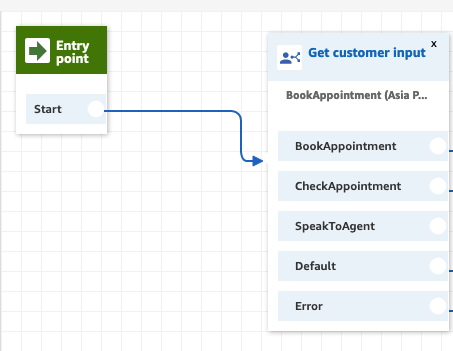 Entry
point
Start
x
Get customer input
BookAppointment (Asia P...
BookAppointment
CheckAppointment
SpeakToAgent
Default
Error